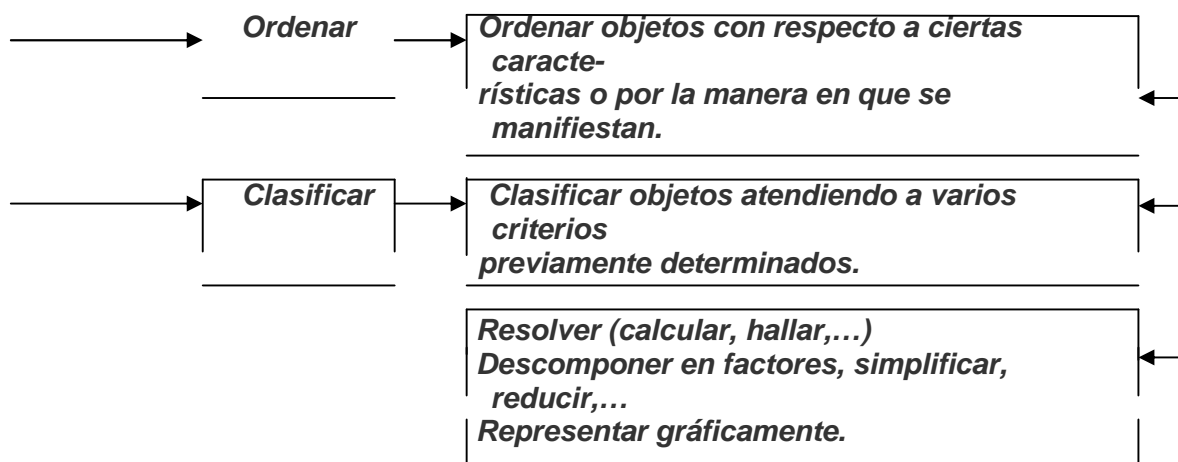 Ordenar
Ordenar objetos con respecto a ciertas
caracte-
rísticas o por la manera en que se
manifiestan.
Clasificar
Clasificar objetos atendiendo a varios
criterios
previamente determinados.
Resolver (calcular, hallar,…)
Descomponer en factores, simplificar,
reducir,…
Representar gráficamente.